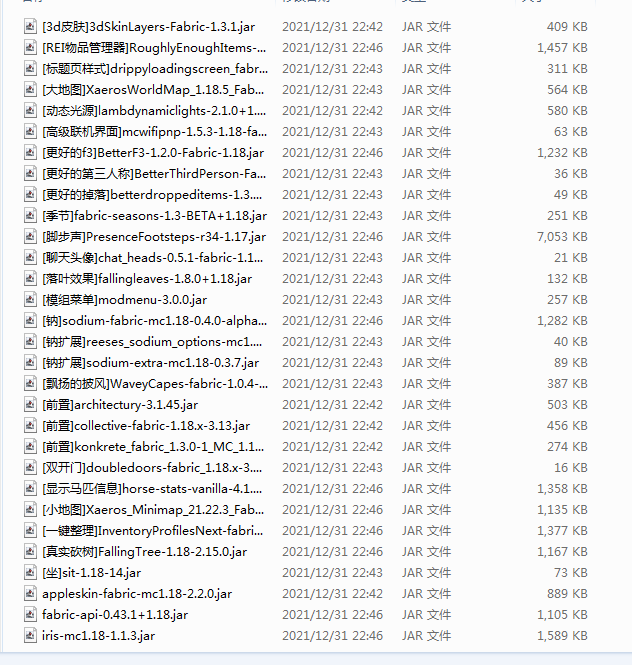 [3d皮肤]3dSkinLayers-Fabric-1.3.1.jar 2021/12/31 22:42 JAR 文件 409 KB
[REI物品管理器]RoughlyEnoughItems-... 2021/12/31 22:46 JAR 文件 1,457 KB
[标题页样式]drippyloadingscreen_fabr... 2021/12/31 22:43 JAR 文件 311 KB
[大地图]XaerosWorldMap_1.18.5_Fab... 2021/12/31 22:43 JAR 文件 564 KB
[动态光源]lambdynamiclights-2.1.0+1.... 2021/12/31 22:42 JAR 文件 580 KB
[高级联机界面]mcwifipnp-1.5.3-1.18-fa... 2021/12/31 22:43 JAR 文件 63 KB
[更好的f3]BetterF3-1.2.0-Fabric-1.18.jar 2021/12/31 22:46 JAR 文件 1,232 KB
[更好的第三人称]BetterThirdPerson-Fa... 2021/12/31 22:43 JAR 文件 36 KB
[更好的掉落]betterdroppeditems-1.3.... 2021/12/31 22:43 JAR 文件 49 KB
[季节]fabric-seasons-1.3-BETA+1.18.jar 2021/12/31 22:43 JAR 文件 251 KB
[脚步声]PresenceFootsteps-r34-1.17.jar 2021/12/31 22:46 JAR 文件 7,053 KB
[聊天头像]chat_heads-0.5.1-fabric-1.1... 2021/12/31 22:43 JAR 文件 21 KB
[落叶效果]fallingleaves-1.8.0+1.18.jar 2021/12/31 22:43 JAR 文件 132 KB
[模组菜单]modmenu-3.0.0.jar 2021/12/31 22:43 JAR 文件 257 KB
[钠]sodium-fabric-mc1.18-0.4.0-alpha... 2021/12/31 22:46 JAR 文件 1,282 KB
[钠扩展]reeses_sodium_options-mc1.... 2021/12/31 22:43 JAR 文件 40 KB
[钠扩展]sodium-extra-mc1.18-0.3.7.jar 2021/12/31 22:43 JAR 文件 89 KB
[飘扬的披风]WaveyCapes-fabric-1.0.4-... 2021/12/31 22:43 JAR 文件 387 KB
[前置]architectury-3.1.45.jar 2021/12/31 22:42 JAR 文件 503 KB
[前置]collective-fabric-1.18.x-3.13.jar 2021/12/31 22:42 JAR 文件 456 KB
[前置]konkrete_fabric_1.3.0-1_MC_1.1... 2021/12/31 22:42 JAR 文件 274 KB
[双开门]doubledoors-fabric_1.18.x-3.... 2021/12/31 22:43 JAR 文件 16 KB
[显示马匹信息]horse-stats-vanilla-4.1.... 2021/12/31 22:46 JAR 文件 1,358 KB
[小地图]Xaeros_Minimap_21.22.3_Fab... 2021/12/31 22:46 JAR 文件 1,135 KB
[一键整理]InventoryProfilesNext-fabri... 2021/12/31 22:46 JAR 文件 1,377 KB
[真实砍树]FallingTree-1.18-2.15.0.jar 2021/12/31 22:46 JAR 文件 1,167 KB
[坐]sit-1.18-14.jar 2021/12/31 22:43 JAR 文件 73 KB
appleskin-fabric-mc1.18-2.2.0.jar 2021/12/31 22:42 JAR 文件 889 KB
fabric-api-0.43.1+1.18.jar 2021/12/31 22:46 JAR 文件 1,105 KB
iris-mc1.18-1.1.3.jar 2021/12/31 22:46 JAR 文件 1,589 KB